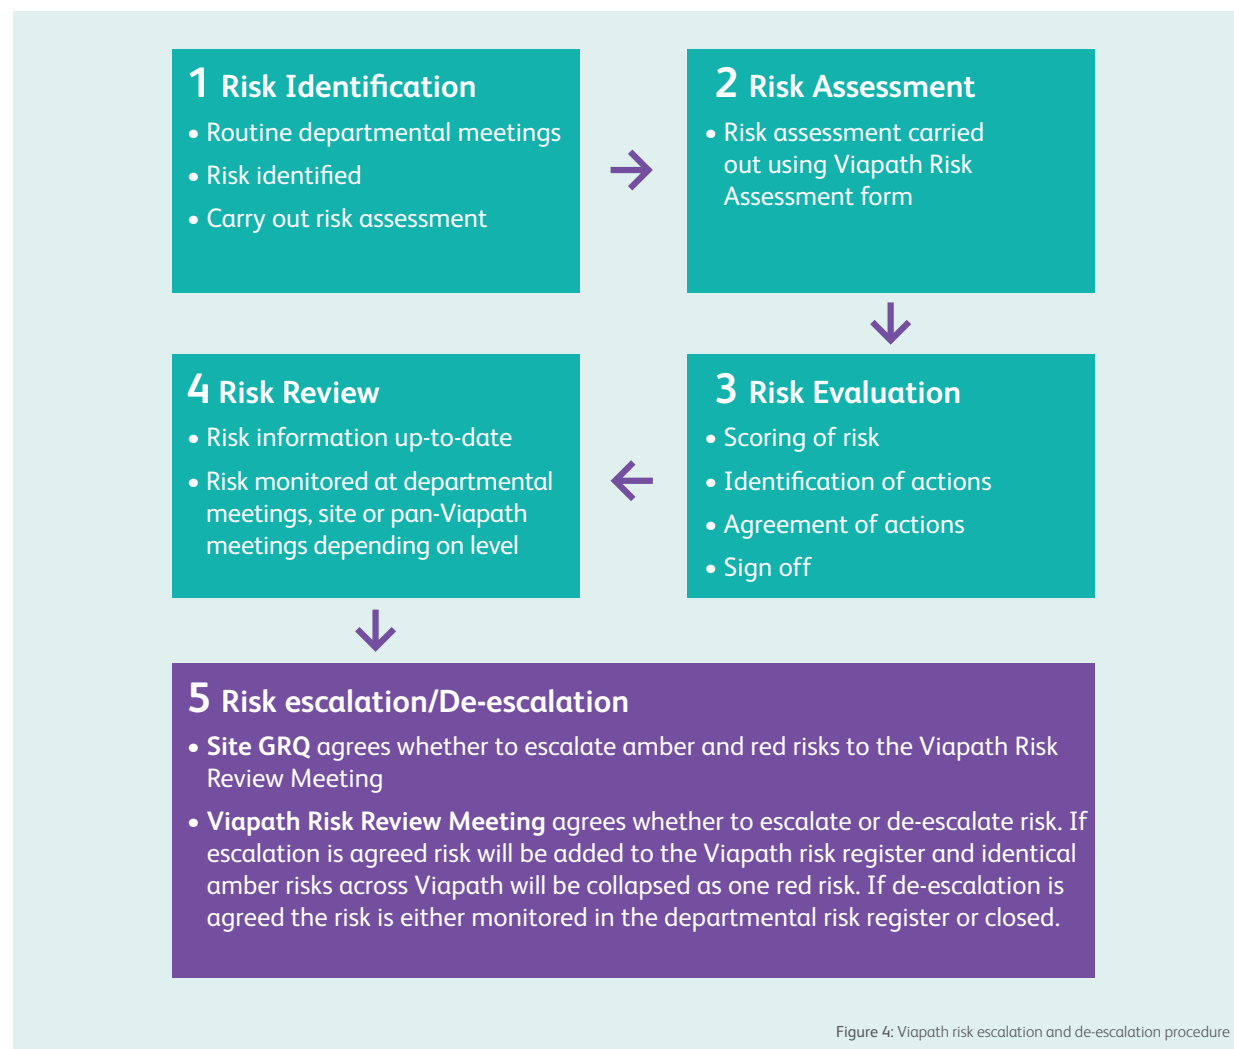 1 Risk Identification
• Routine departmental meetings
• Risk identified
• Carry out risk assessment
2 Risk Assessment
• Risk assessment carried
out using Viapath Risk
Assessment form
3 Risk Evaluation
• Scoring of risk
• Identification of actions
• Agreement of actions
• Sign off
4 Risk Review
• Risk information up-to-date
• Risk monitored at departmental
meetings, site or pan-Viapath
meetings depending on level
5 Risk escalation/De-escalation
• Site GRQ agrees whether to escalate amber and red risks to the Viapath Risk
Review Meeting
• Viapath Risk Review Meeting agrees whether to escalate or de-escalate risk. If
escalation is agreed risk will be added to the Viapath risk register and identical
amber risks across Viapath will be collapsed as one red risk. If de-escalation is
agreed the risk is either monitored in the departmental risk register or closed.
Figure 4: Viapath risk escalation and de-escalation procedure